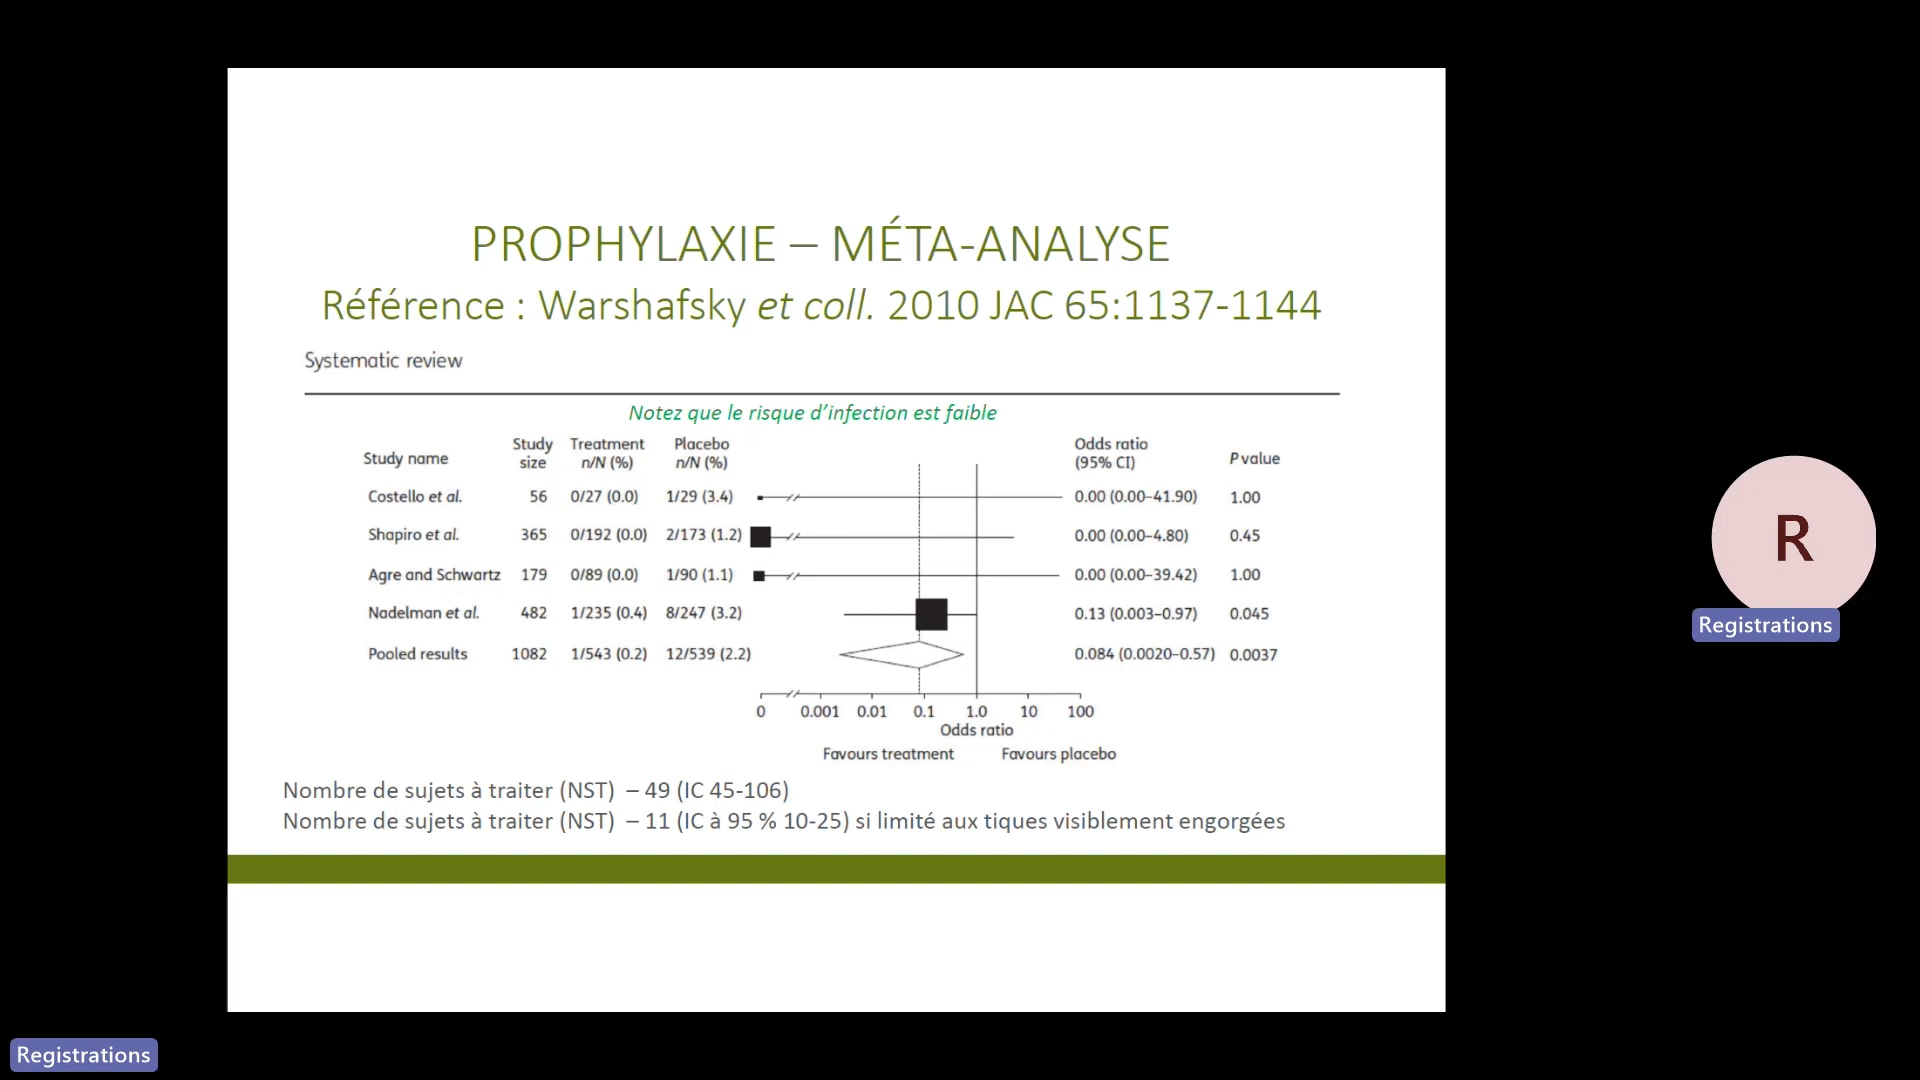 PROPHYLAXIE – MÉTA-ANALYSE
Référence : Warshafsky et coll. 2010 JAC 65:1137-1144
Systematic review
Notez que le risque d’infection est faible
Study name Study size Treatment n/N (%) Placebo n/N (%) Odds ratio (95% CI) P value
Costello et al. 56 0/27 (0.0) 1/29 (3.4) 0.00 (0.00–41.90) 1.00
Shapiro et al. 365 0/192 (0.0) 2/173 (1.2) 0.00 (0.00–4.80) 0.45
Agre and Schwartz 179 0/89 (0.0) 1/90 (1.1) 0.00 (0.00–39.42) 1.00
Nadelman et al. 482 1/235 (0.4) 8/247 (3.2) 0.13 (0.003–0.97) 0.045
Pooled results 1082 1/543 (0.2) 12/539 (2.2) 0.084 (0.0020–0.57) 0.0037
0 0.001 0.01 0.1 1.0 10 100
Odds ratio
Favours treatment Favours placebo
Nombre de sujets à traiter (NST) – 49 (IC 45-106)
Nombre de sujets à traiter (NST) – 11 (IC à 95 % 10-25) si limité aux tiques visiblement engorgées
R
Registrations
Registrations